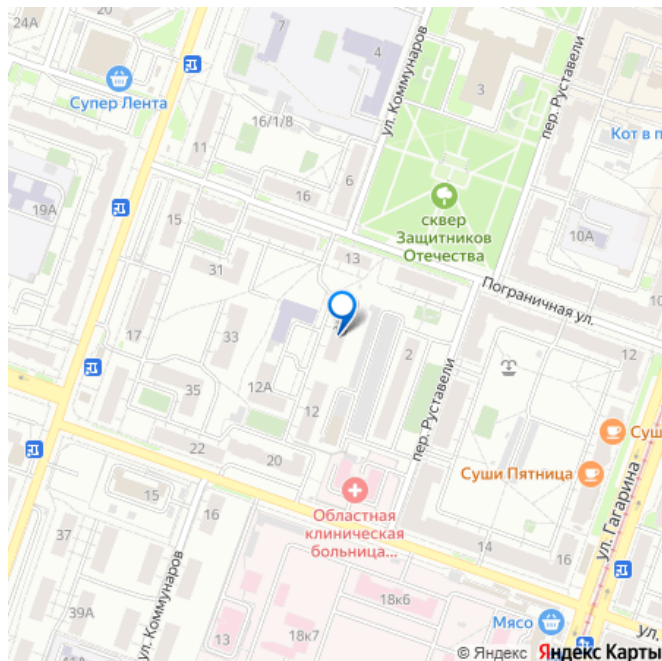 24А
20
7
4
ул. Коммунаров
3
пер. Руставели
Супер Лента
Кот в п
16/1/8
11
6
16
сквер
Защитников
Отечества
19А
15
10А
13
31
Пограничная ул.
10
17
33
2
12
35
12А
12
пер. Руставели
Суш
22
20
Суши Пятница
15
16
Областная
клиническая
больница...
ул. Гагарина
37
14
16
ул. Коммунаров
39А
18к6
13
18к7
Мясо
ул.
© Яндекс Яндекс Карты